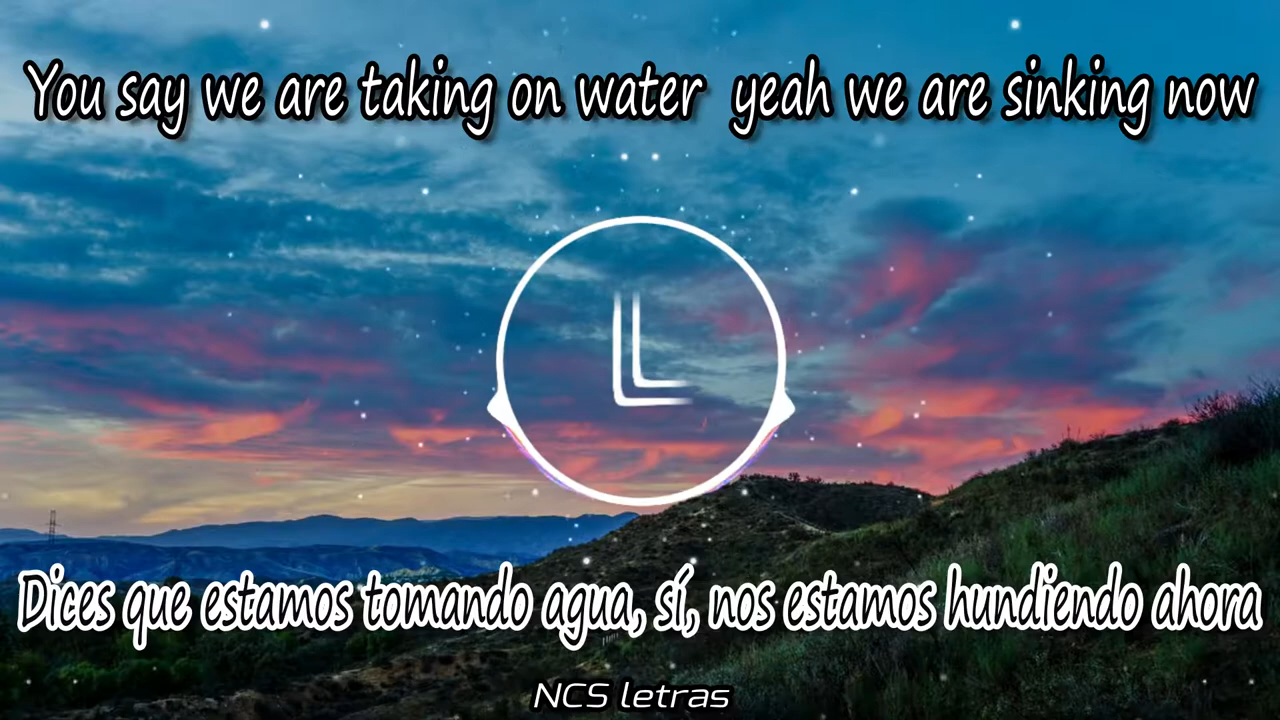 You say we are taking on water  yeah we are sinking now
LL
Dices que estamos tomando agua, sí, nos estamos hundiendo ahora
NCS letras